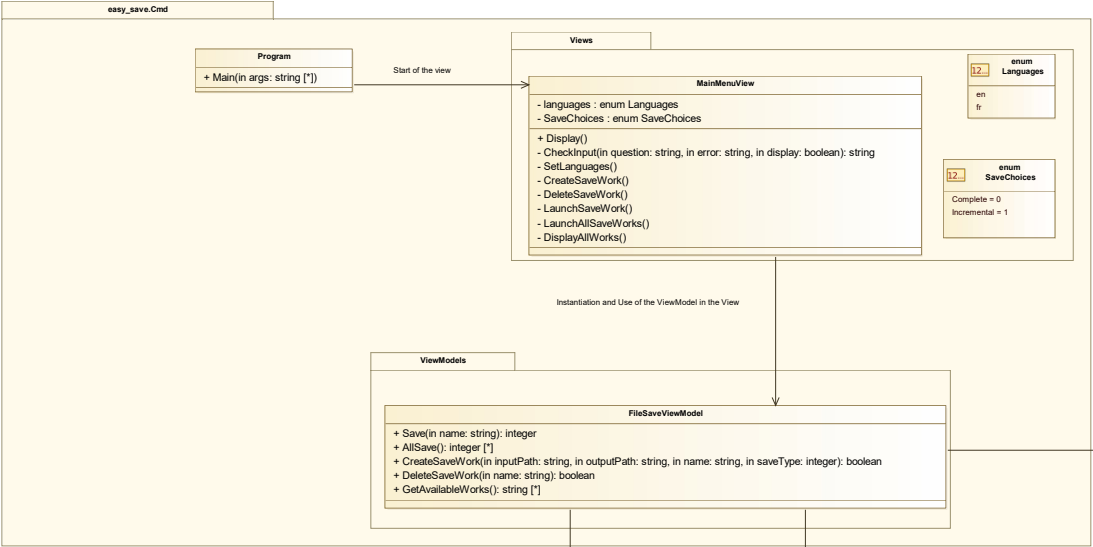 easy_save.Cmd
Views
Program
+ Main(in args: string [*])
Start of the view
MainMenuView
- languages : enum Languages
- SaveChoices : enum SaveChoices
+ Display()
- CheckInput(in question: string, in error: string, in display: boolean): string
- SetLanguages()
- CreateSaveWork()
- DeleteSaveWork()
- LaunchSaveWork()
- LaunchAllSaveWorks()
- DisplayAllWorks()
12...
enum
Languages
en
fr
12...
enum
SaveChoices
Complete = 0
Incremental = 1
Instantiation and Use of the ViewModel in the View
ViewModels
FileSaveViewModel
+ Save(in name: string): integer
+ AllSave(): integer [*]
+ CreateSaveWork(in inputPath: string, in outputPath: string, in name: string, in saveType: integer): boolean
+ DeleteSaveWork(in name: string): boolean
+ GetAvailableWorks(): string [*]